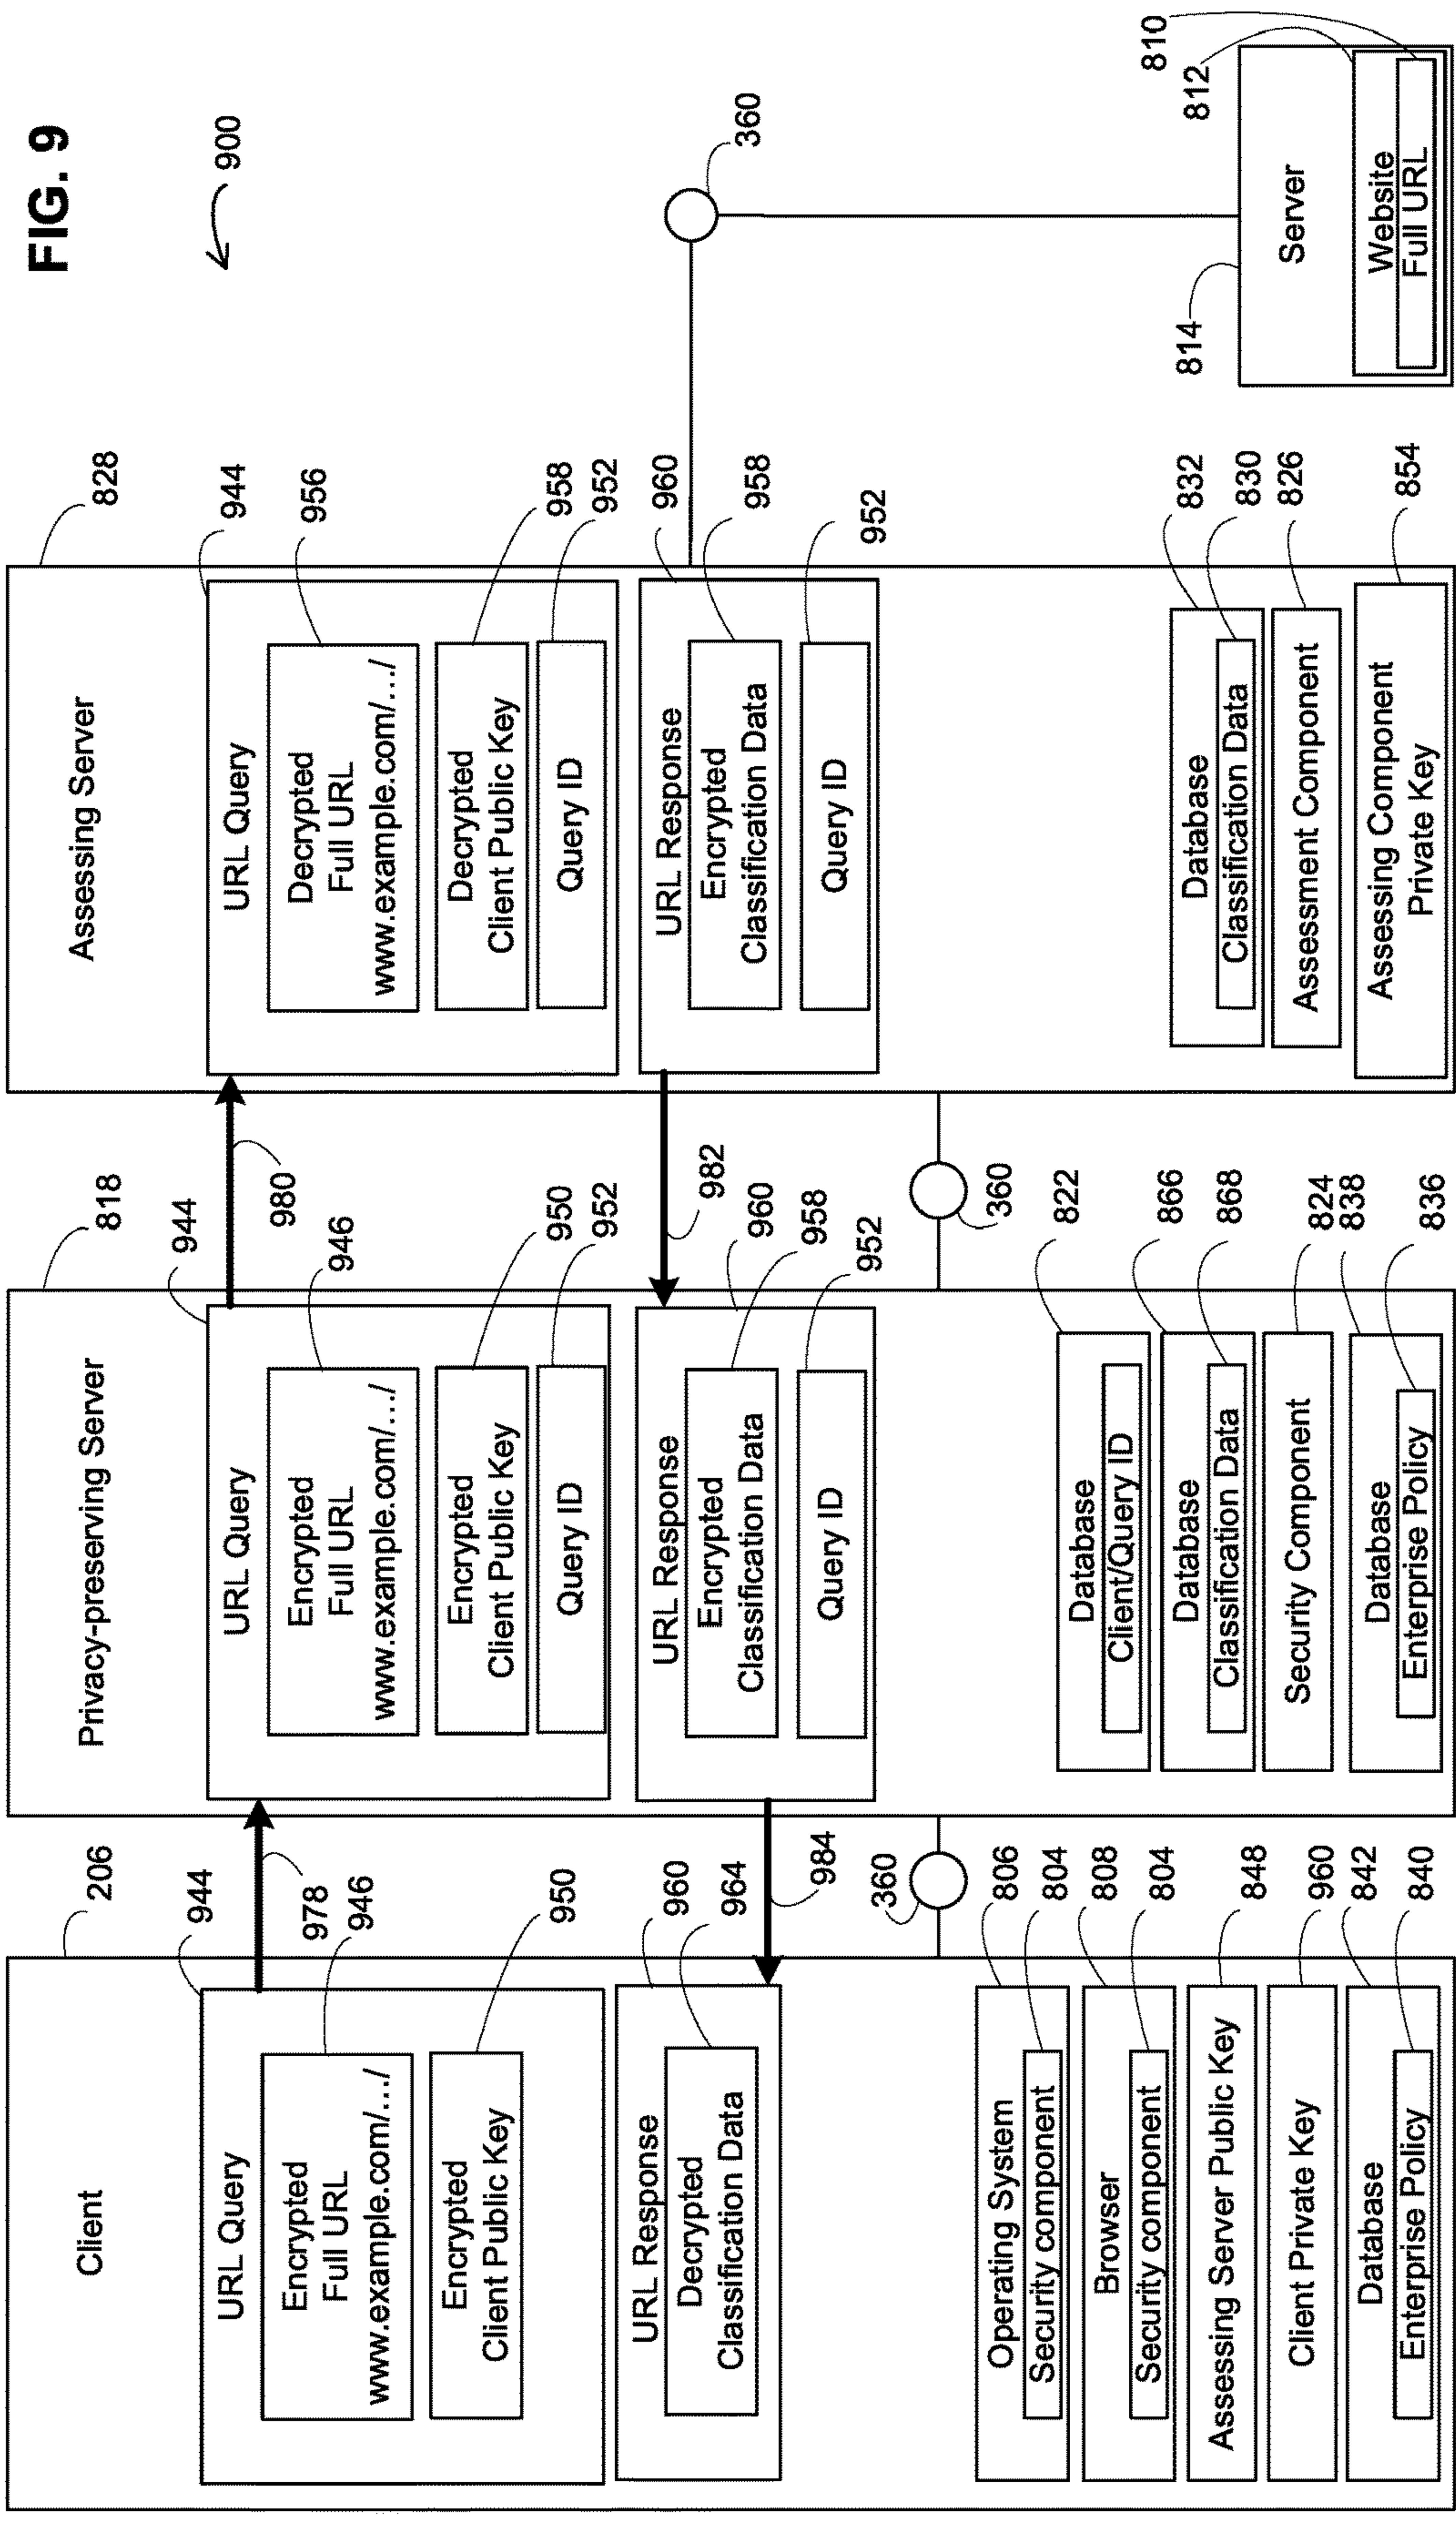 FIG. 9
900
Client
206
URL Query
944
Encrypted
Full URL
www.example.com/.../
946
Encrypted
Client Public Key
950
URL Response
960
Decrypted
Classification Data
964
Operating System
806
Security component
804
Browser
808
Security component
804
Assessing Server Public Key
848
Client Private Key
960
Database
842
Enterprise Policy
840
978
984
360
Privacy-preserving Server
818
URL Query
944
Encrypted
Full URL
www.example.com/.../
946
Encrypted
Client Public Key
950
Query ID
952
URL Response
960
Encrypted
Classification Data
958
Query ID
952
Database
822
Client/Query ID
Database
866
Classification Data
868
Security Component
824
Database
838
Enterprise Policy
836
980
982
360
Assessing Server
828
URL Query
944
Decrypted
Full URL
www.example.com/.../
956
Decrypted
Client Public Key
958
Query ID
952
URL Response
960
Encrypted
Classification Data
958
Query ID
952
Database
832
Classification Data
830
Assessment Component
826
Assessing Component
Private Key
854
360
Server
814
Website
812
Full URL
810